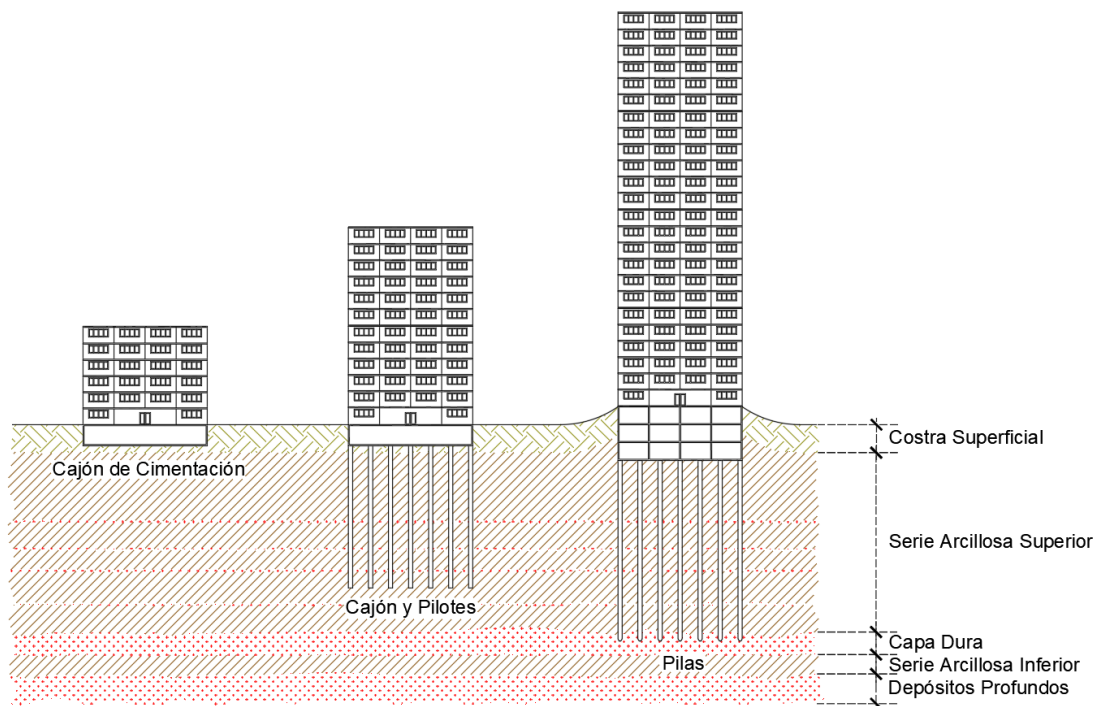 Costra Superficial
Cajón de Cimentación
Serie Arcillosa Superior
Cajón y Pilotes
Capa Dura
Pilas
Serie Arcillosa Inferior
Depósitos Profundos